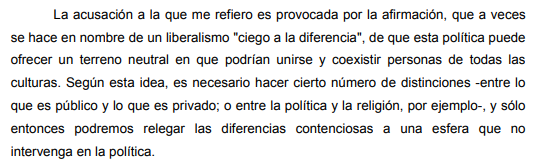 La acusación a la que me refiero es provocada por la afirmación, que a veces
se hace en nombre de un liberalismo "ciego a la diferencia", de que esta política puede
ofrecer un terreno neutral en que podrían unirse y coexistir personas de todas las
culturas. Según esta idea, es necesario hacer cierto número de distinciones -entre lo
que es público y lo que es privado; o entre la política y la religión, por ejemplo-, y sólo
entonces podremos relegar las diferencias contenciosas a una esfera que no
intervenga en la política.